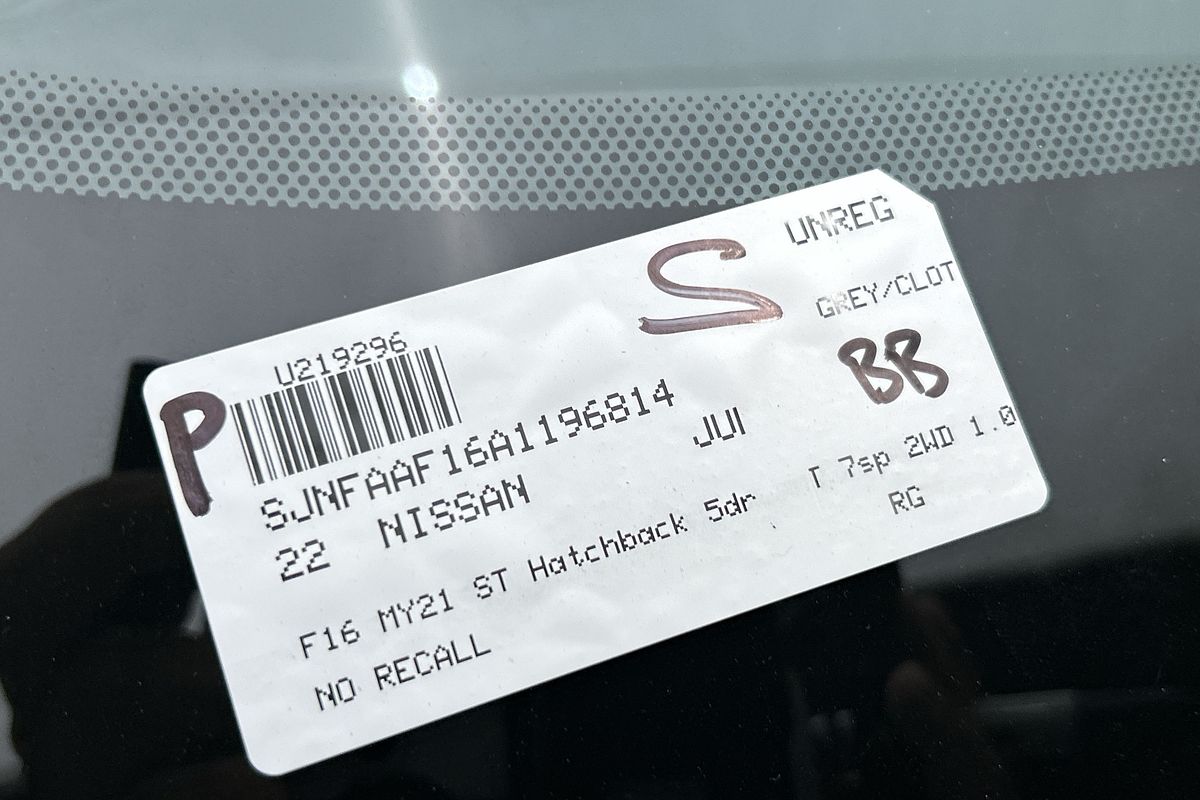 UNREG
S
GREY/CLOT
U219296
P
BB
SJNFAAF16A1196814
22 NISSAN JUI
F16 MY21 ST Hatchback 5dr T 7sp 2WD 1.0
NO RECALL RG